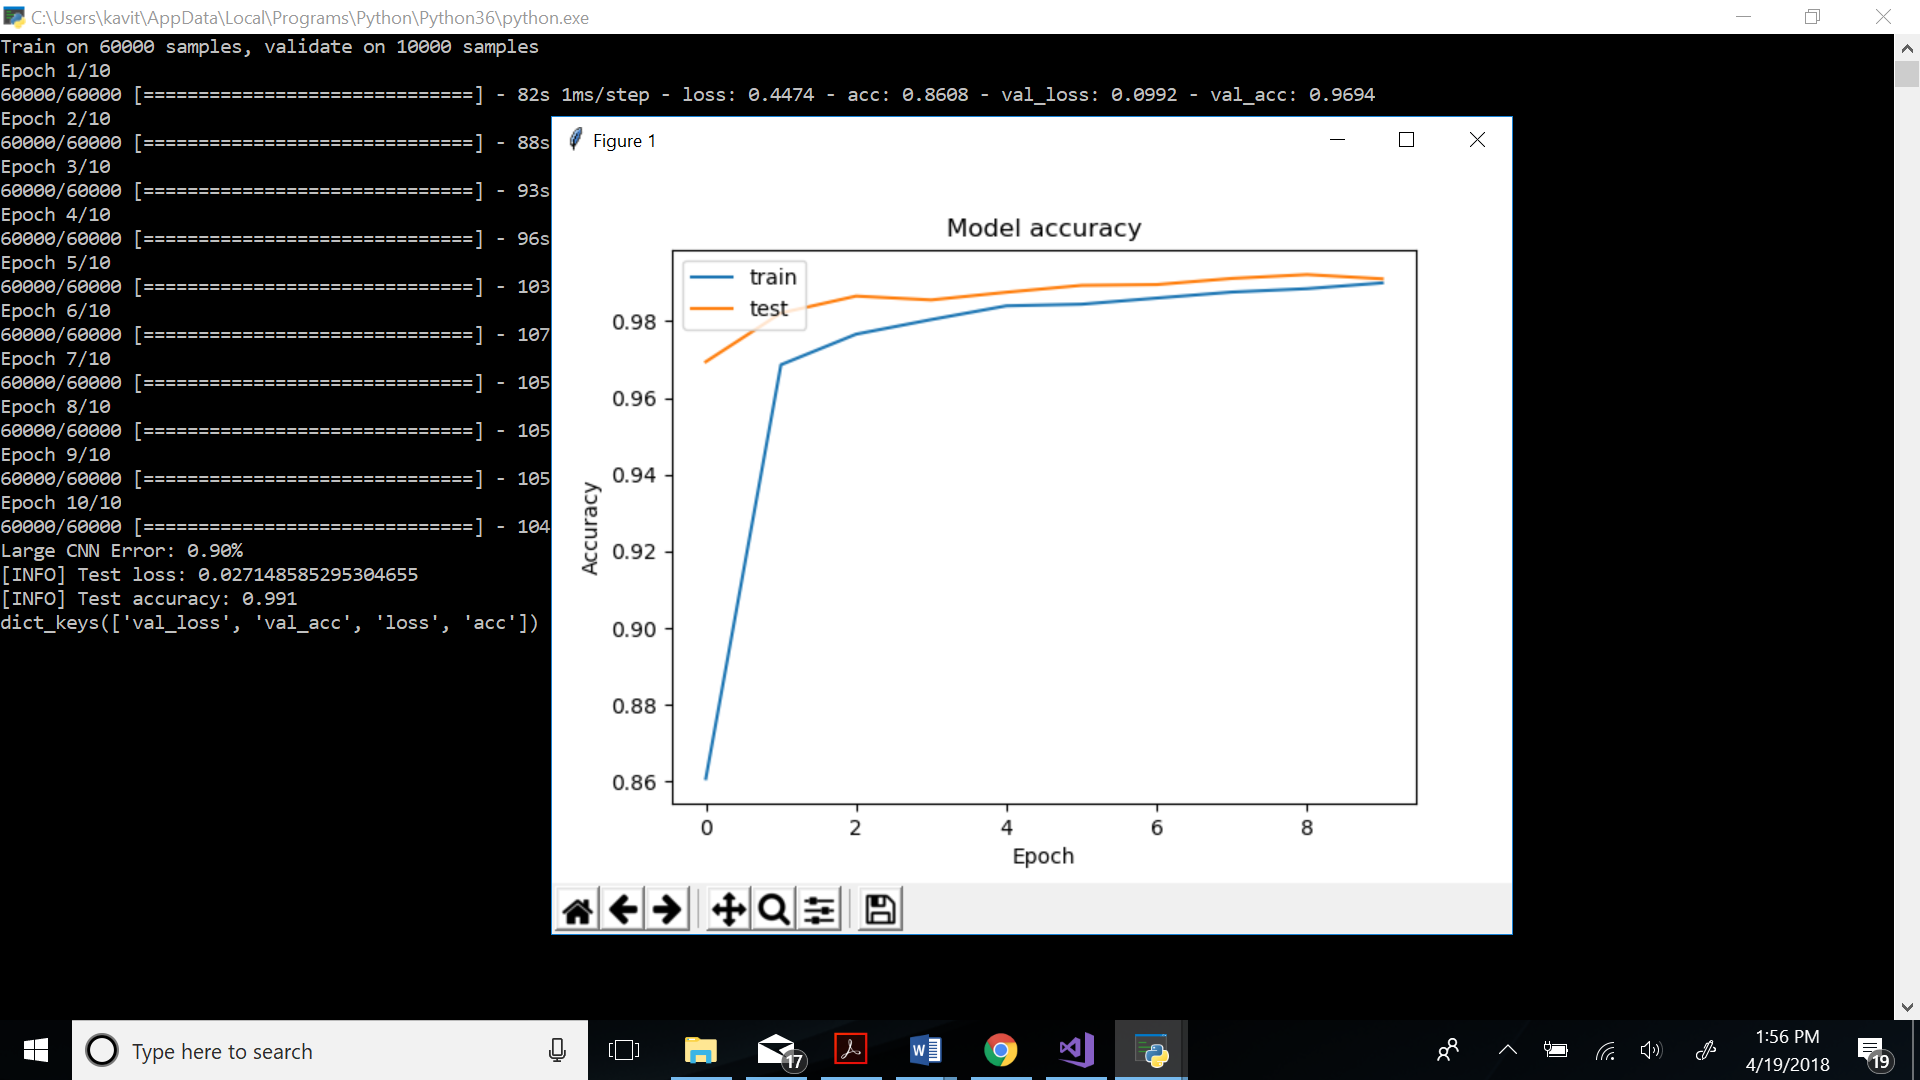 C:\Users\kavit\AppData\Local\Programs\Python\Python36\python.exe
Train on 60000 samples, validate on 10000 samples
Epoch 1/10
60000/60000 [==============================] - 82s 1ms/step - loss: 0.4474 - acc: 0.8608 - val_loss: 0.0992 - val_acc: 0.9694
Epoch 2/10
60000/60000 [==============================] - 88s
Epoch 3/10
60000/60000 [==============================] - 93s
Epoch 4/10
60000/60000 [==============================] - 96s
Epoch 5/10
60000/60000 [==============================] - 103
Epoch 6/10
60000/60000 [==============================] - 107
Epoch 7/10
60000/60000 [==============================] - 105
Epoch 8/10
60000/60000 [==============================] - 105
Epoch 9/10
60000/60000 [==============================] - 105
Epoch 10/10
60000/60000 [==============================] - 104
Large CNN Error: 0.90%
[INFO] Test loss: 0.027148585295304655
[INFO] Test accuracy: 0.991
dict_keys(['val_loss', 'val_acc', 'loss', 'acc'])
Figure 1
Model accuracy
train
test
0.98
0.96
0.94
0.92
0.90
0.88
0.86
Accuracy
0 2 4 6 8
Epoch
Type here to search
17
1:56 PM
4/19/2018
19